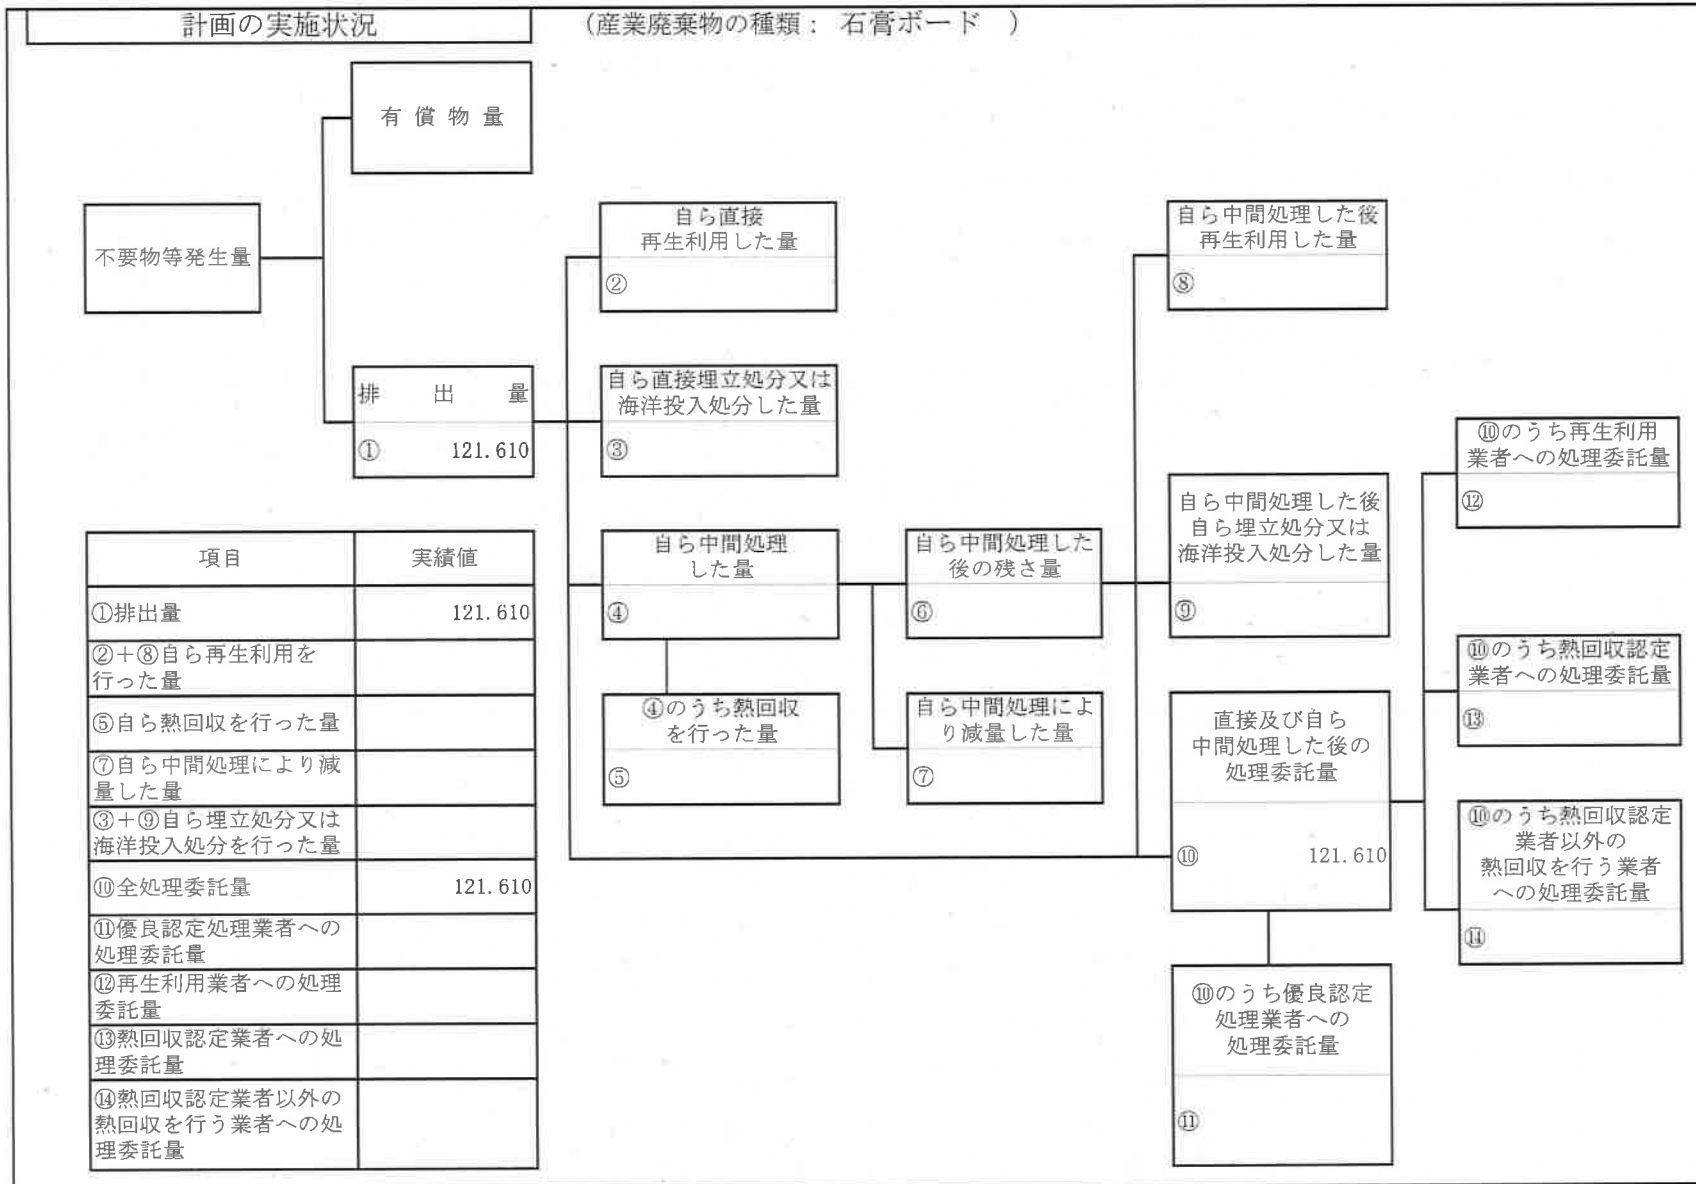 計画の実施状況
(産業廃棄物の種類： 石膏ボード )
有 償 物 量
不要物等発生量
排 出 量
① 121.610
自ら直接
再生利用した量
②
自ら直接埋立処分又は
海洋投入処分した量
③
自ら中間処理
した量
④
④のうち熱回収
を行った量
⑤
自ら中間処理した
後の残さ量
⑥
自ら中間処理によ
り減量した量
⑦
自ら中間処理した後
再生利用した量
⑧
自ら中間処理した後
自ら埋立処分又は
海洋投入処分した量
⑨
直接及び自ら
中間処理した後の
処理委託量
⑩ 121.610
⑩のうち優良認定
処理業者への
処理委託量
⑪
⑩のうち再生利用
業者への処理委託量
⑫
⑩のうち熱回収認定
業者への処理委託量
⑬
⑩のうち熱回収認定
業者以外の
熱回収を行う業者
への処理委託量
⑭
項目 実績値
①排出量 121.610
②＋⑧自ら再生利用を
行った量
⑤自ら熱回収を行った量
⑦自ら中間処理により減
量した量
③＋⑨自ら埋立処分又は
海洋投入処分を行った量
⑩全処理委託量 121.610
⑪優良認定処理業者への
処理委託量
⑫再生利用業者への処理
委託量
⑬熱回収認定業者への処
理委託量
⑭熱回収認定業者以外の
熱回収を行う業者への処
理委託量